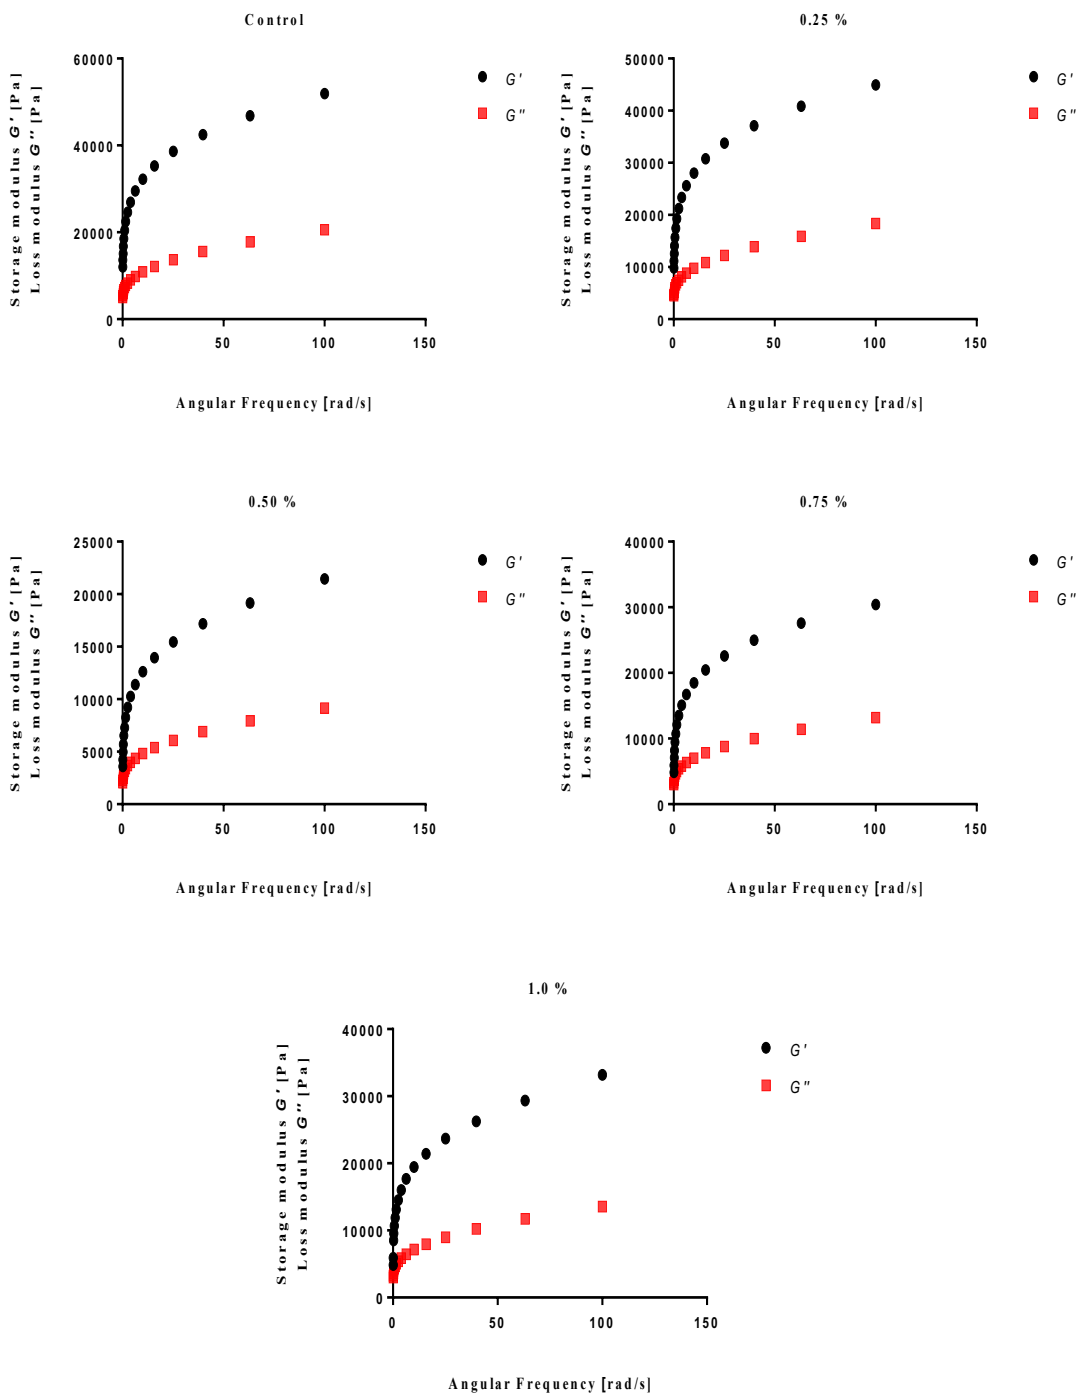 Control
Storage modulus G' [Pa]
Loss modulus G'' [Pa]
60000
40000
20000
0
0 50 100 150
Angular Frequency [rad/s]
G'
G''
0.25 %
Storage modulus G' [Pa]
Loss modulus G'' [Pa]
50000
40000
30000
20000
10000
0
0 50 100 150
Angular Frequency [rad/s]
G'
G''
0.50 %
Storage modulus G' [Pa]
Loss modulus G'' [Pa]
25000
20000
15000
10000
5000
0
0 50 100 150
Angular Frequency [rad/s]
G'
G''
0.75 %
Storage modulus G' [Pa]
Loss modulus G'' [Pa]
40000
30000
20000
10000
0
0 50 100 150
Angular Frequency [rad/s]
G'
G''
1.0 %
Storage modulus G' [Pa]
Loss modulus G'' [Pa]
40000
30000
20000
10000
0
0 50 100 150
Angular Frequency [rad/s]
G'
G''